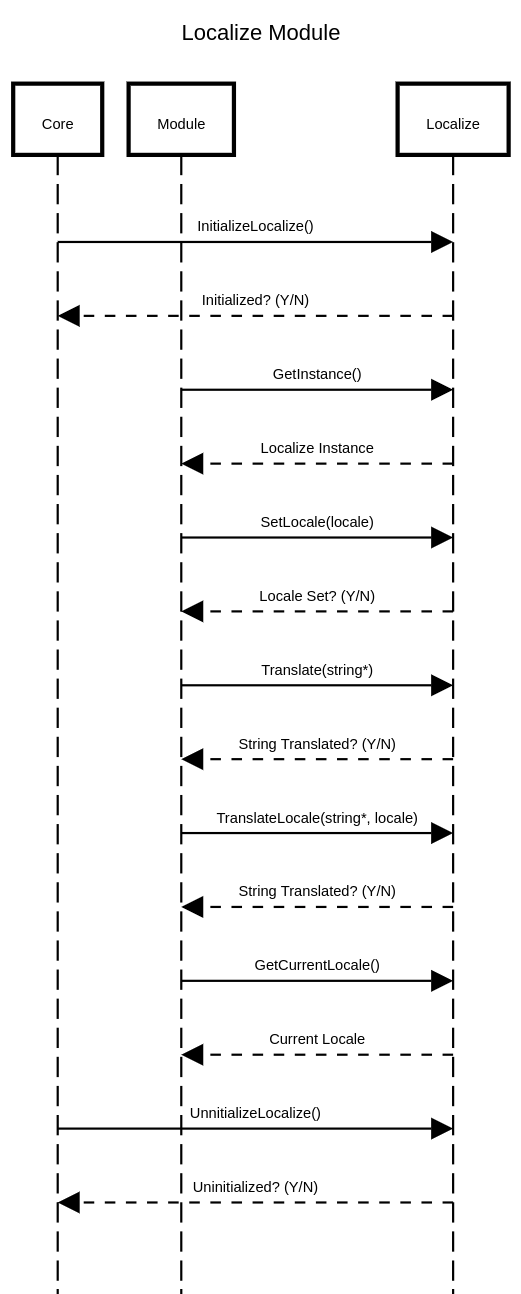 Localize Module
Core
Module
Localize
InitializeLocalize()
Initialized? (Y/N)
GetInstance()
Localize Instance
SetLocale(locale)
Locale Set? (Y/N)
Translate(string*)
String Translated? (Y/N)
TranslateLocale(string*, locale)
String Translated? (Y/N)
GetCurrentLocale()
Current Locale
UnnitializeLocalize()
Uninitialized? (Y/N)